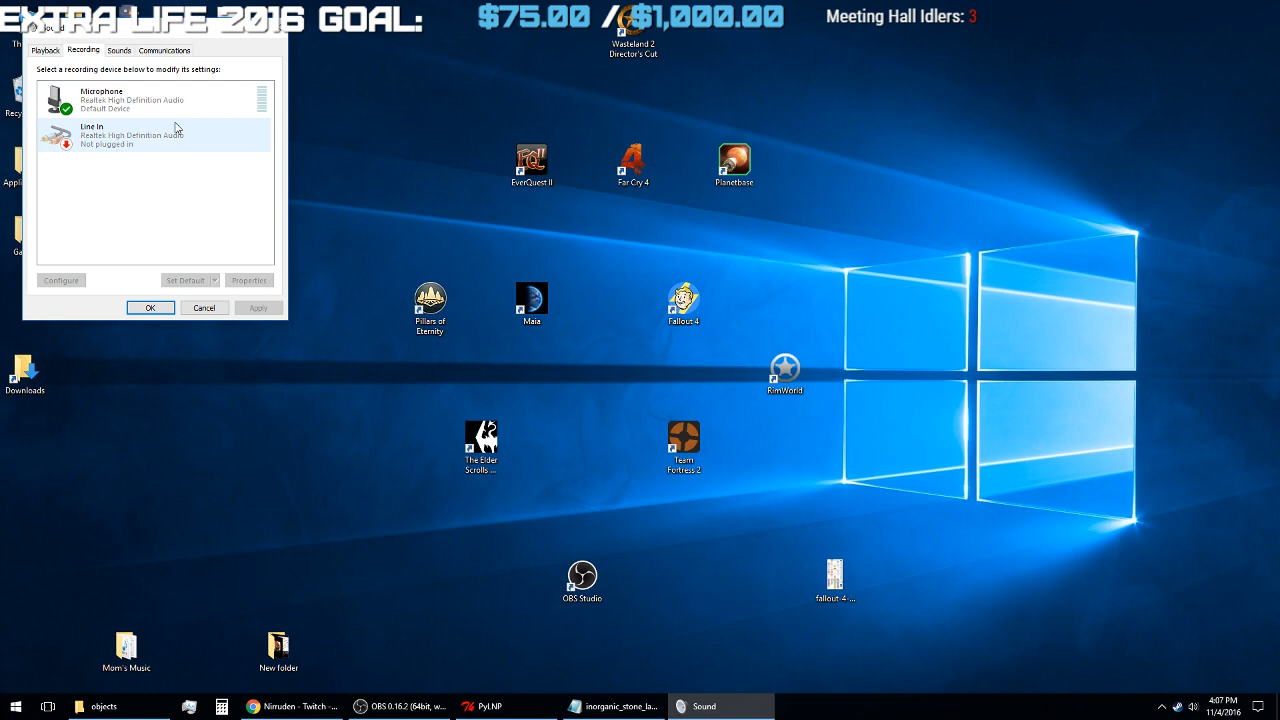 EXTRA LIFE 2016 GOAL: $75.00 / $1,000.00
Meeting Hall Idlers: 3
Playback Recording Sounds Communications
Select a recording device below to modify its settings:
Microphone
Realtek High Definition Audio
Default Device
Line In
Realtek High Definition Audio
Not plugged in
Configure Set Default Properties
OK Cancel Apply
Wasteland 2
Director's Cut
EverQuest II
Far Cry 4
Planetbase
Pillars of
Eternity
Maia
Fallout 4
Downloads
RimWorld
The Elder
Scrolls ...
Team
Fortress 2
OBS Studio
fallout-4-...
Mom's Music
New folder
objects
Nirruden - Twitch -...
OBS 0.16.2 (64bit, w...
PyLNP
inorganic_stone_la...
Sound
4:07 PM
11/4/2016